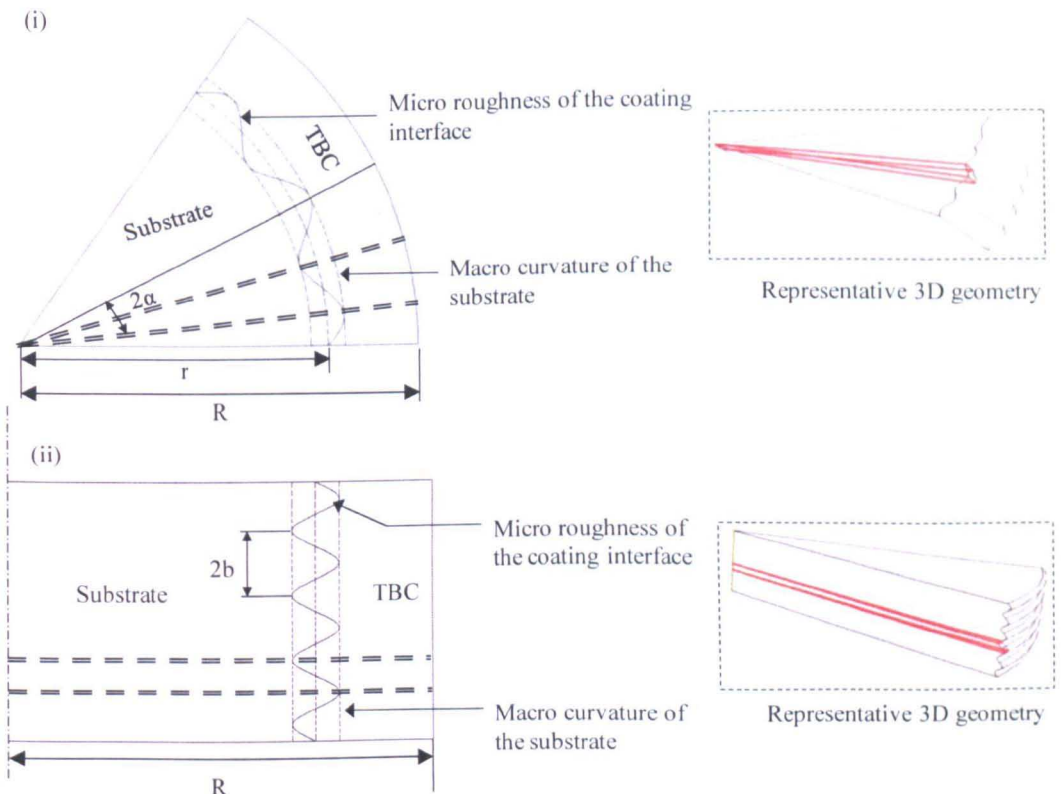 (i)
Micro roughness of the coating
interface
TBC
Substrate
Macro curvature of the
substrate
2α
r
R
Representative 3D geometry
(ii)
Micro roughness of
the coating interface
2b
Substrate
TBC
Macro curvature of
the substrate
R
Representative 3D geometry